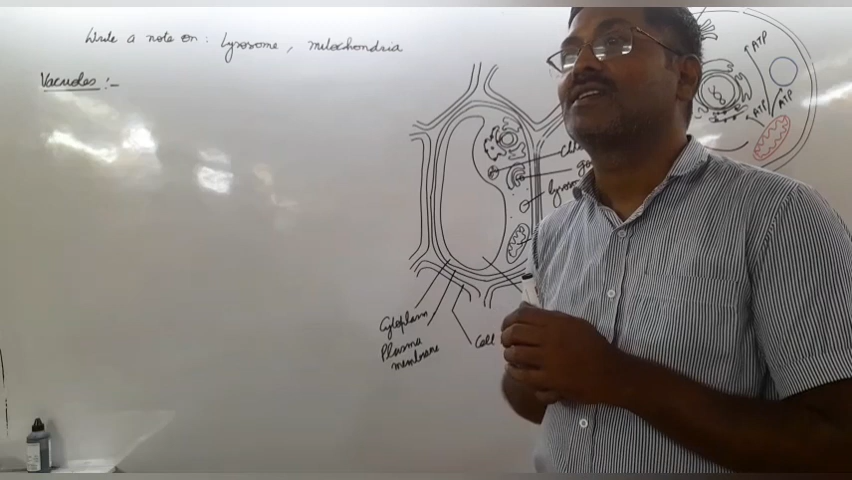 Write a note on : Lysosome , mitochondria
Vacuoles :-
ATP
ATP
ATP
Cytoplasm
Plasma
membrane
Cell